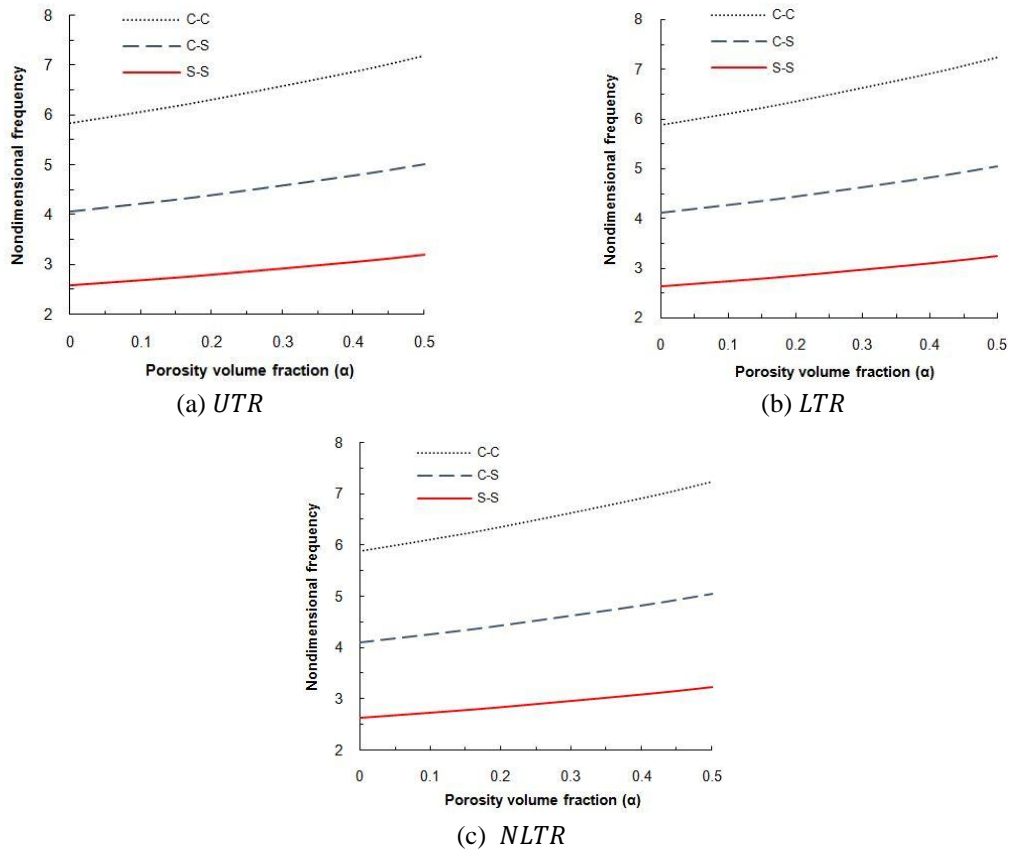 8
7
6
5
4
3
2
Nondimensional frequency
C-C
C-S
S-S
0 0.1 0.2 0.3 0.4 0.5
Porosity volume fraction (α)
(a) UTR
8
7
6
5
4
3
2
Nondimensional frequency
C-C
C-S
S-S
0 0.1 0.2 0.3 0.4 0.5
Porosity volume fraction (α)
(b) LTR
8
7
6
5
4
3
2
Nondimensional frequency
C-C
C-S
S-S
0 0.1 0.2 0.3 0.4 0.5
Porosity volume fraction (α)
(c) NLTR